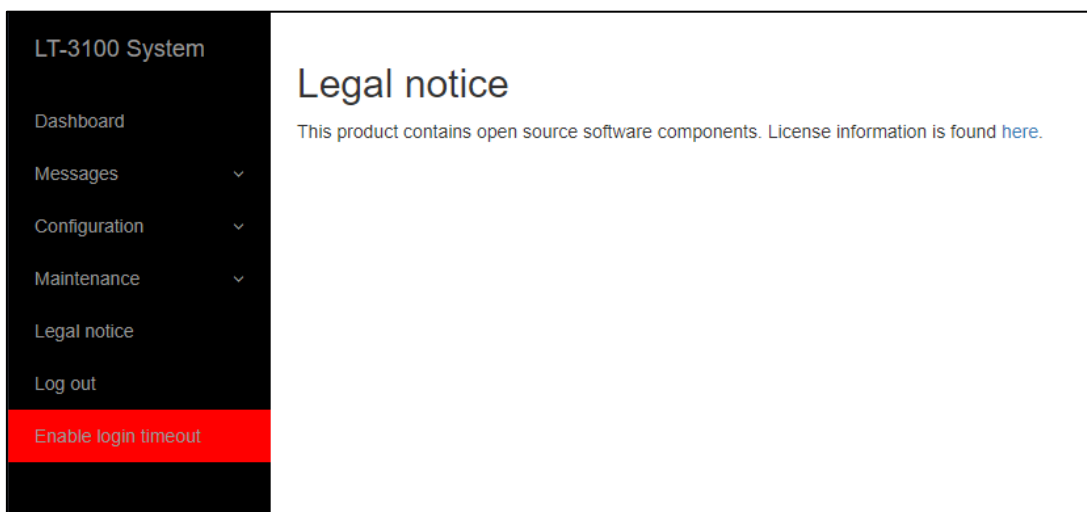 LT-3100 System
Dashboard
Messages
Configuration
Maintenance
Legal notice
Log out
Enable login timeout
Legal notice
This product contains open source software components. License information is found here.